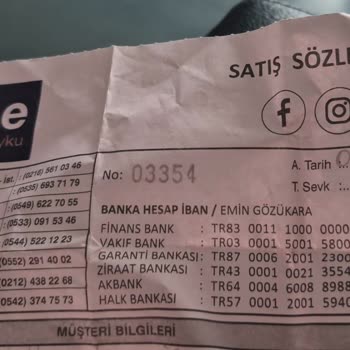 e
yku
SATIŞ SÖZL
- İst. :(0216) 561 03 46
:(0535) 693 71 79
(0549) 622 70 55
(0533) 091 53 46
(0544) 522 12 23
(0552) 291 40 02
(0212) 438 22 68
0542) 374 75 73
No: 03354
A. Tarih
T. Sevk :
BANKA HESAP İBAN / EMİN GÖZÜKARA
FİNANS BANK : TR83 0011 1000 0000
VAKIF BANK : TR03 0001 5001 5800
GARANTİ BANKASI: TR87 0006 2001 2300
ZİRAAT BANKASI : TR43 0001 0021 3554
AKBANK : TR64 0004 6008 8988
HALK BANKASI : TR57 0001 2001 5940
MÜŞTERİ BİLGİLERİ